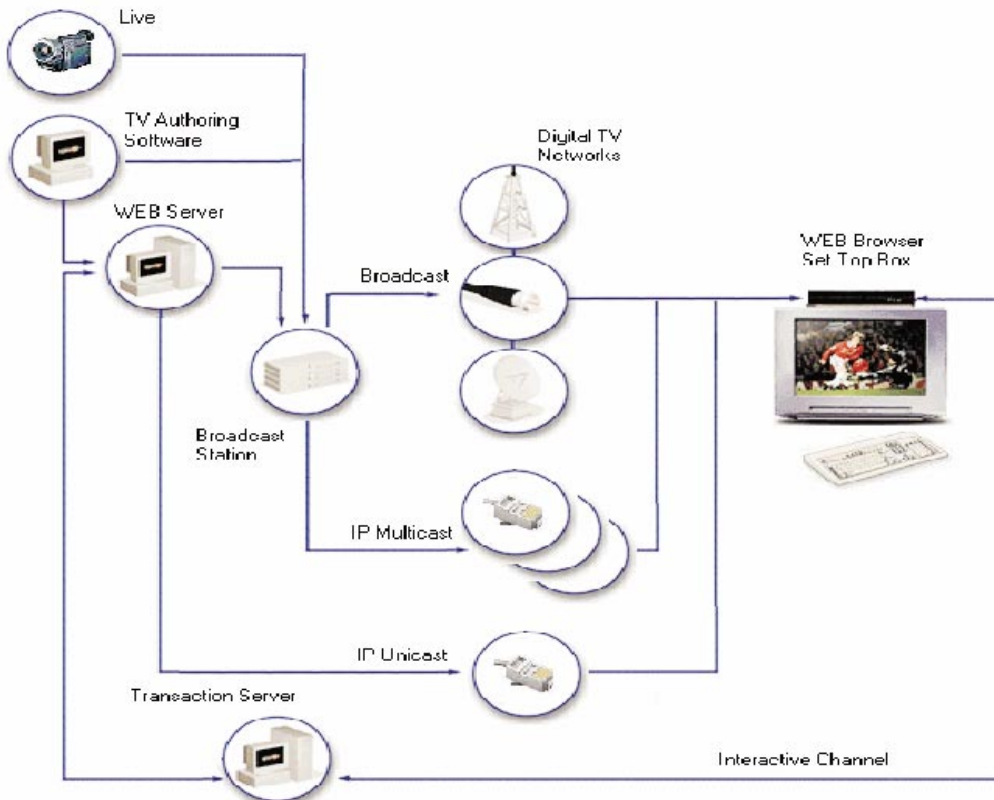 Live
TV Authoring
Software
WEB Server
Digital TV
Networks
WEB Browser
Set Top Box
Broadcast
Broadcast
Station
IP Multicast
IP Unicast
Transaction Server
Interactive Channel